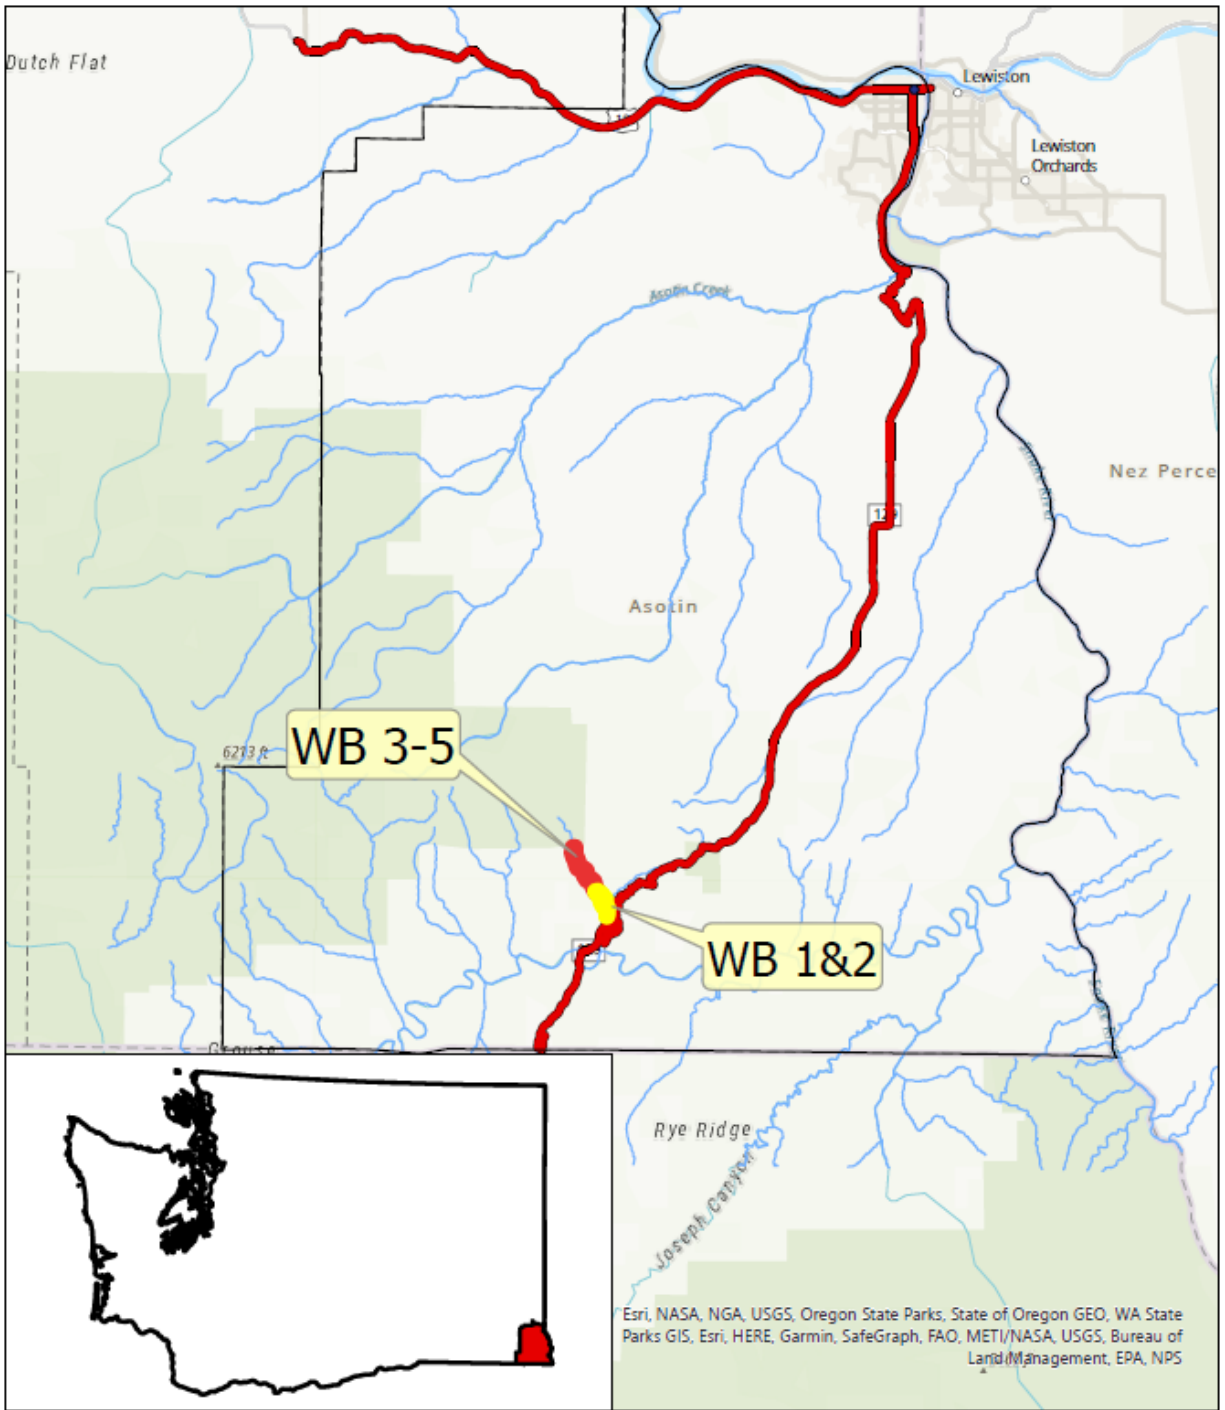 Dutch Flat
Lewiston
Lewiston
Orchards
Asotin Creek
Nez Perce
129
Asotin
6213 ft
WB 3-5
WB 1&2
Rye Ridge
Joseph Canyon
Esri, NASA, NGA, USGS, Oregon State Parks, State of Oregon GEO, WA State
Parks GIS, Esri, HERE, Garmin, SafeGraph, FAO, METI/NASA, USGS, Bureau of
Land Management, EPA, NPS